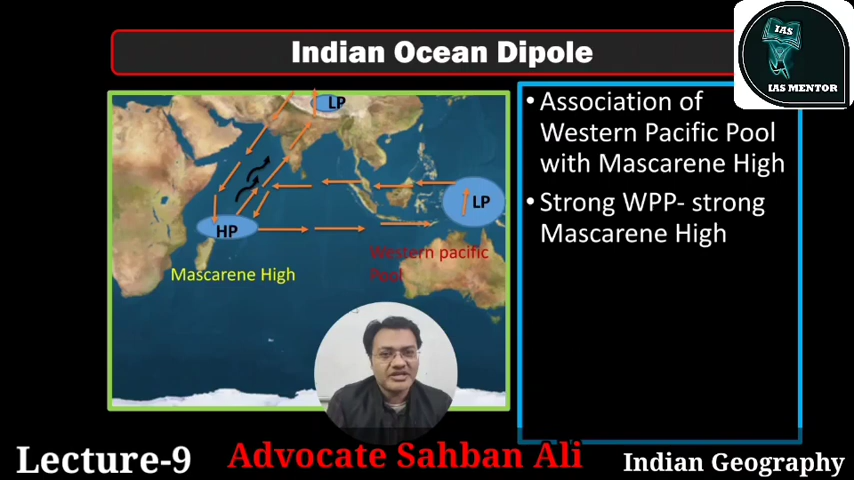 Indian Ocean Dipole
IAS
IAS MENTOR
LP
LP
HP
Western pacific
Pool
Mascarene High
• Association of
Western Pacific Pool
with Mascarene High
• Strong WPP- strong
Mascarene High
Lecture-9
Advocate Sahban Ali
Indian Geography